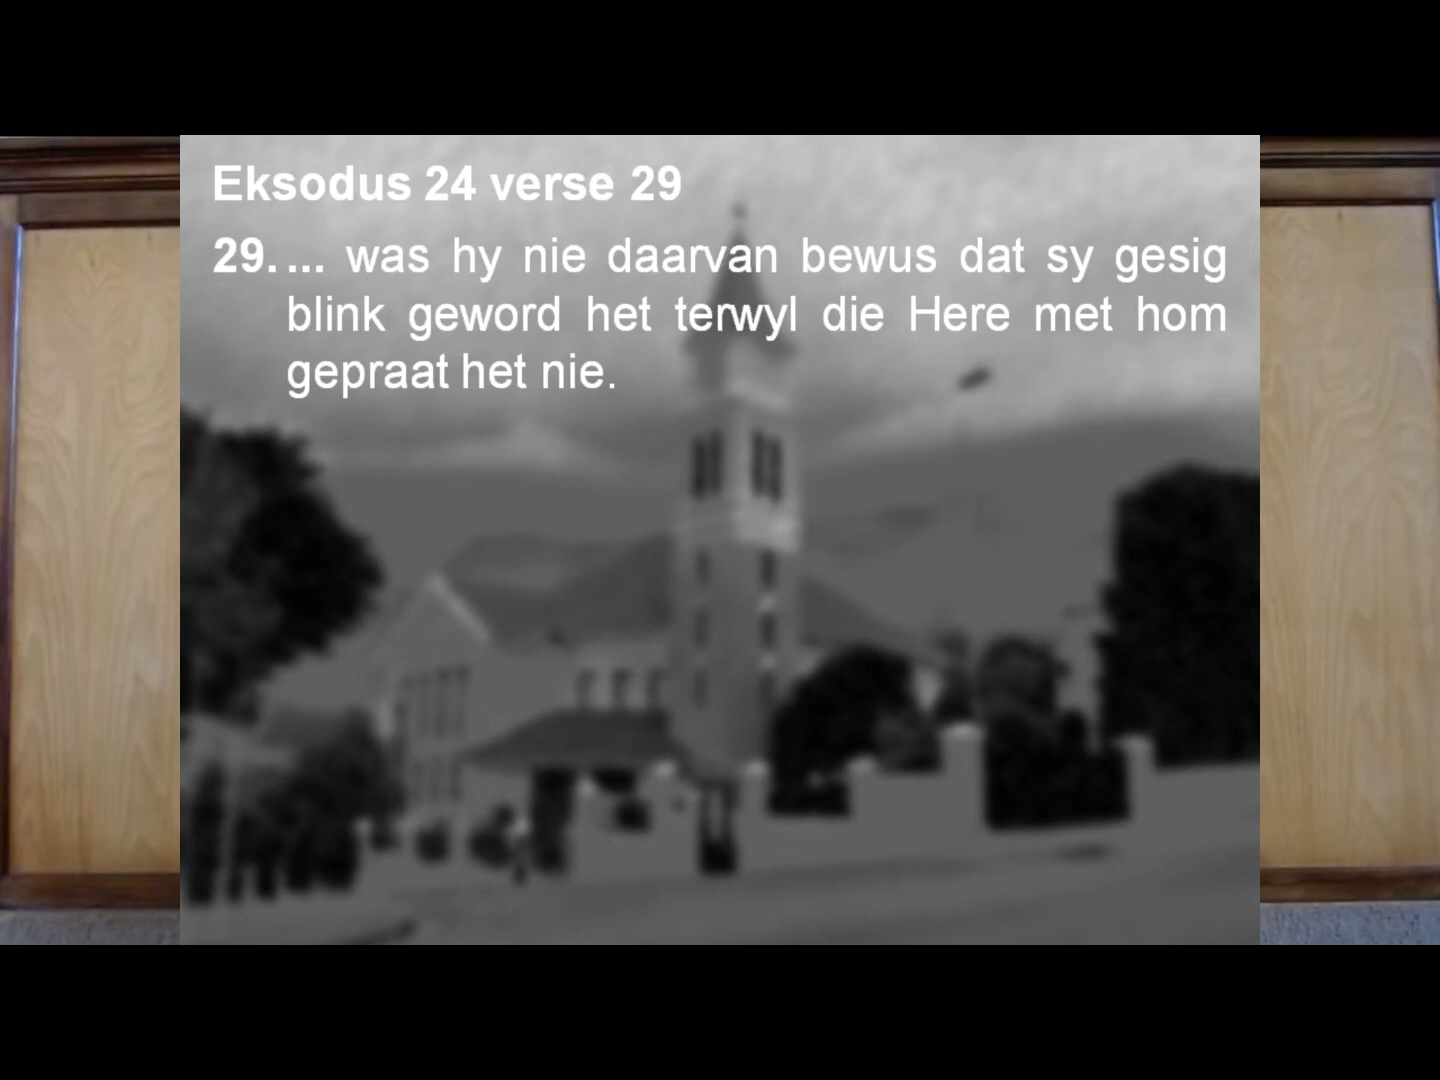 Eksodus 24 verse 29
29. ... was hy nie daarvan bewus dat sy gesig
blink geword het terwyl die Here met hom
gepraat het nie.